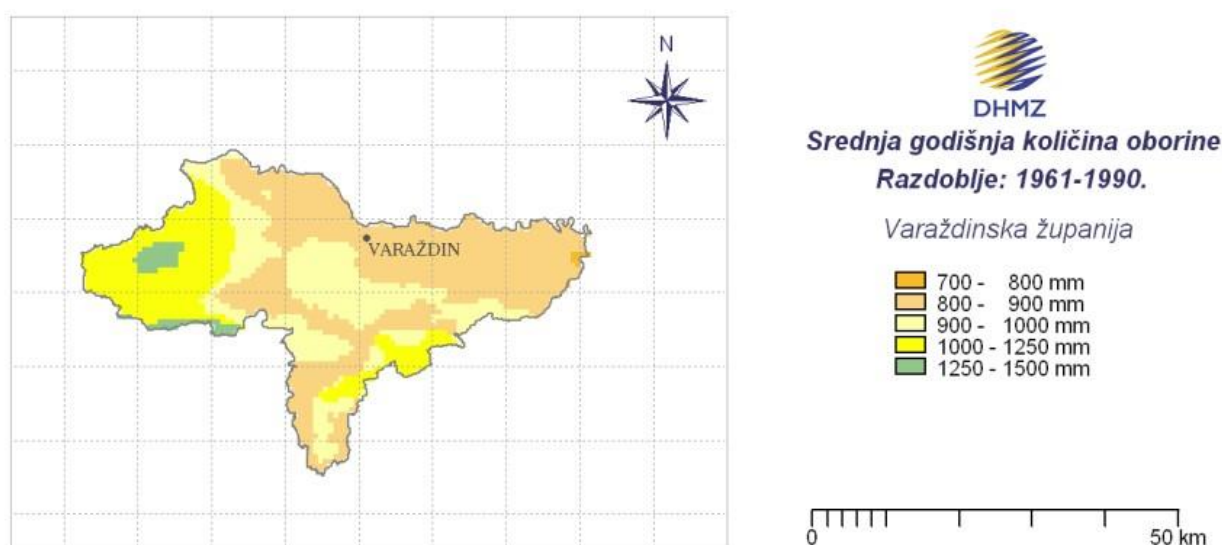 N
VARAŽDIN
DHMZ
Srednja godišnja količina oborine
Razdoblje: 1961-1990.
Varaždinska županija
700 - 800 mm
800 - 900 mm
900 - 1000 mm
1000 - 1250 mm
1250 - 1500 mm
0 50 km